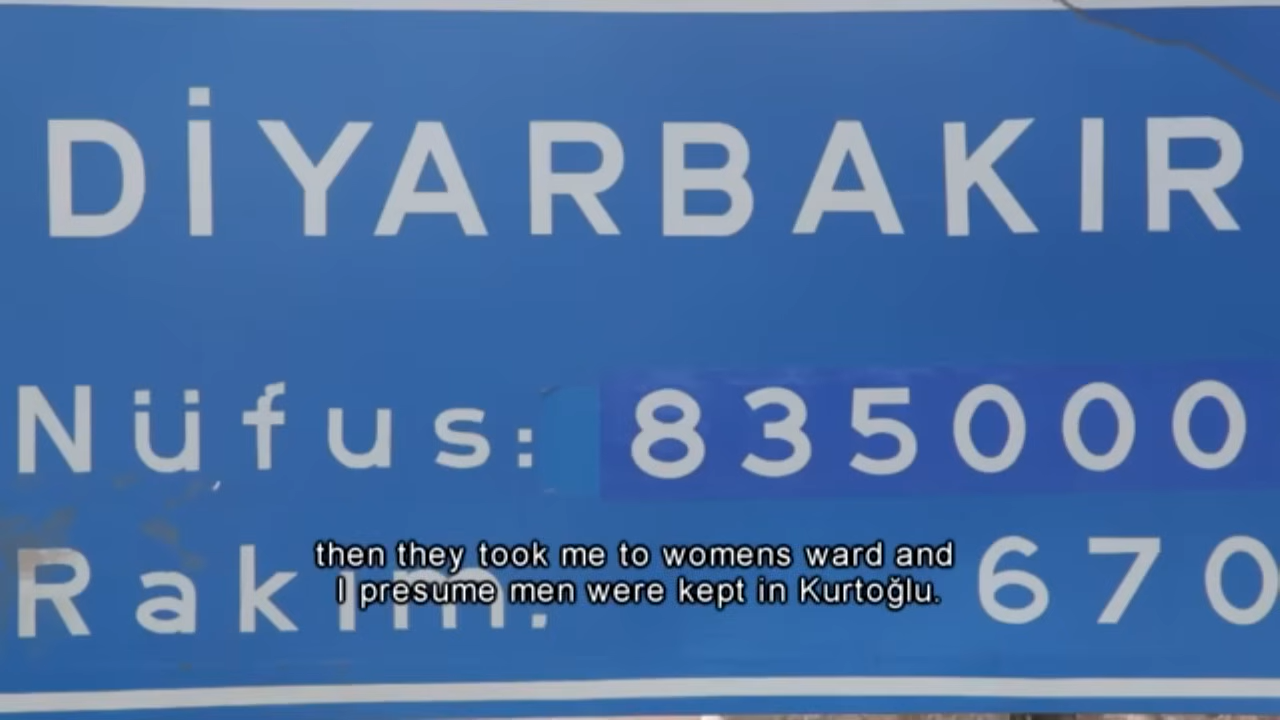 DİYARBAKIR
Nüfus: 835000
Rakım: 670
then they took me to womens ward and
I presume men were kept in Kurtoğlu.